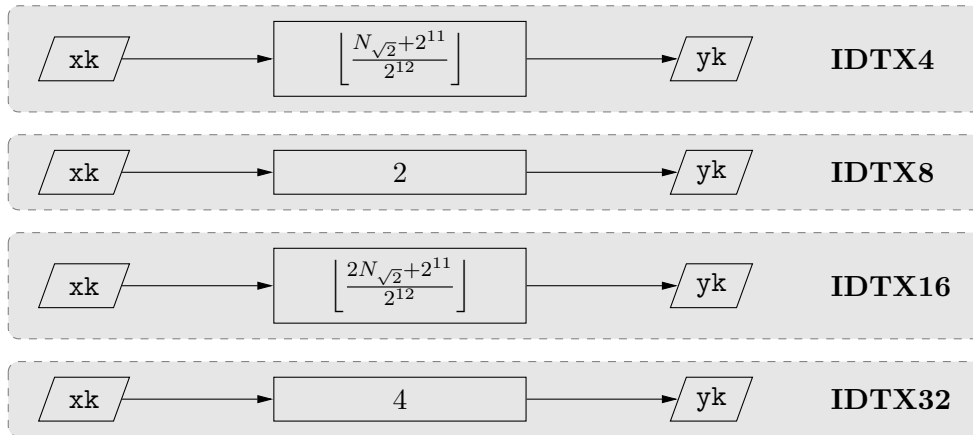 xk ⌊(N_{√2}+2^{11})/2^{12}⌋ yk IDTX4
xk 2 yk IDTX8
xk ⌊(2N_{√2}+2^{11})/2^{12}⌋ yk IDTX16
xk 4 yk IDTX32